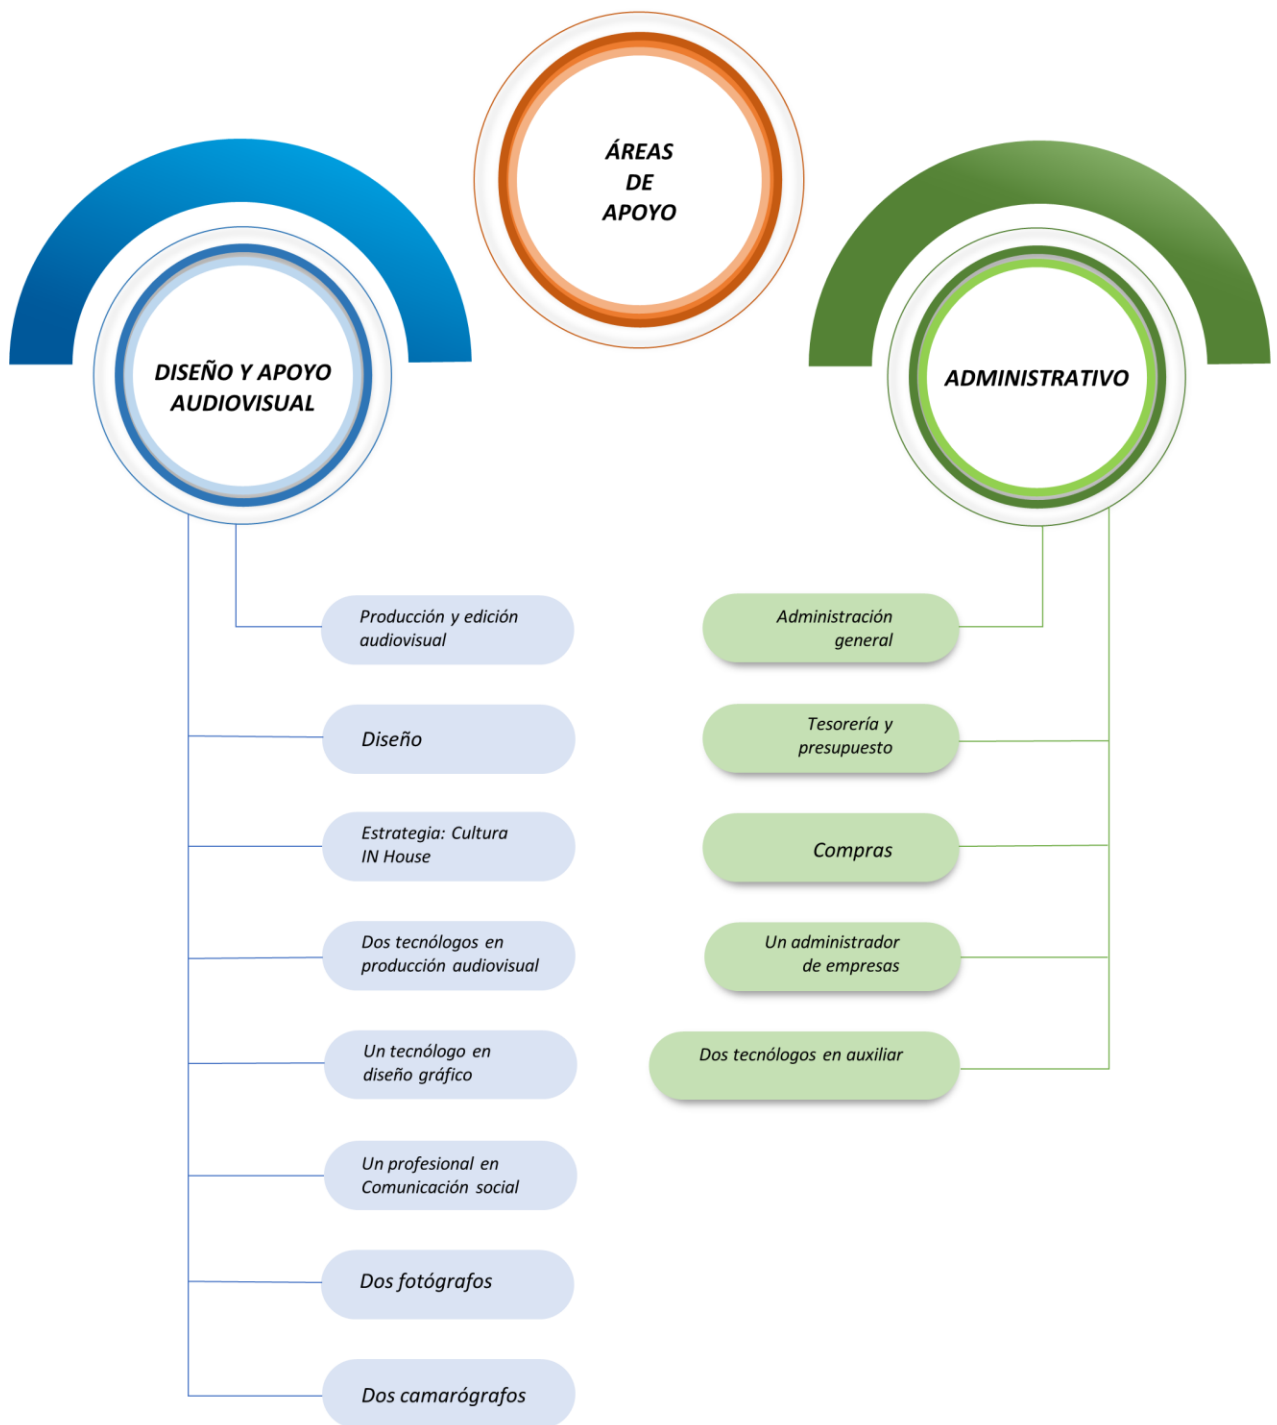 ÁREAS
DE
APOYO
DISEÑO Y APOYO
AUDIOVISUAL
Producción y edición
audiovisual
Diseño
Estrategia: Cultura
IN House
Dos tecnólogos en
producción audiovisual
Un tecnólogo en
diseño gráfico
Un profesional en
Comunicación social
Dos fotógrafos
Dos camarógrafos
ADMINISTRATIVO
Administración
general
Tesorería y
presupuesto
Compras
Un administrador
de empresas
Dos tecnólogos en auxiliar